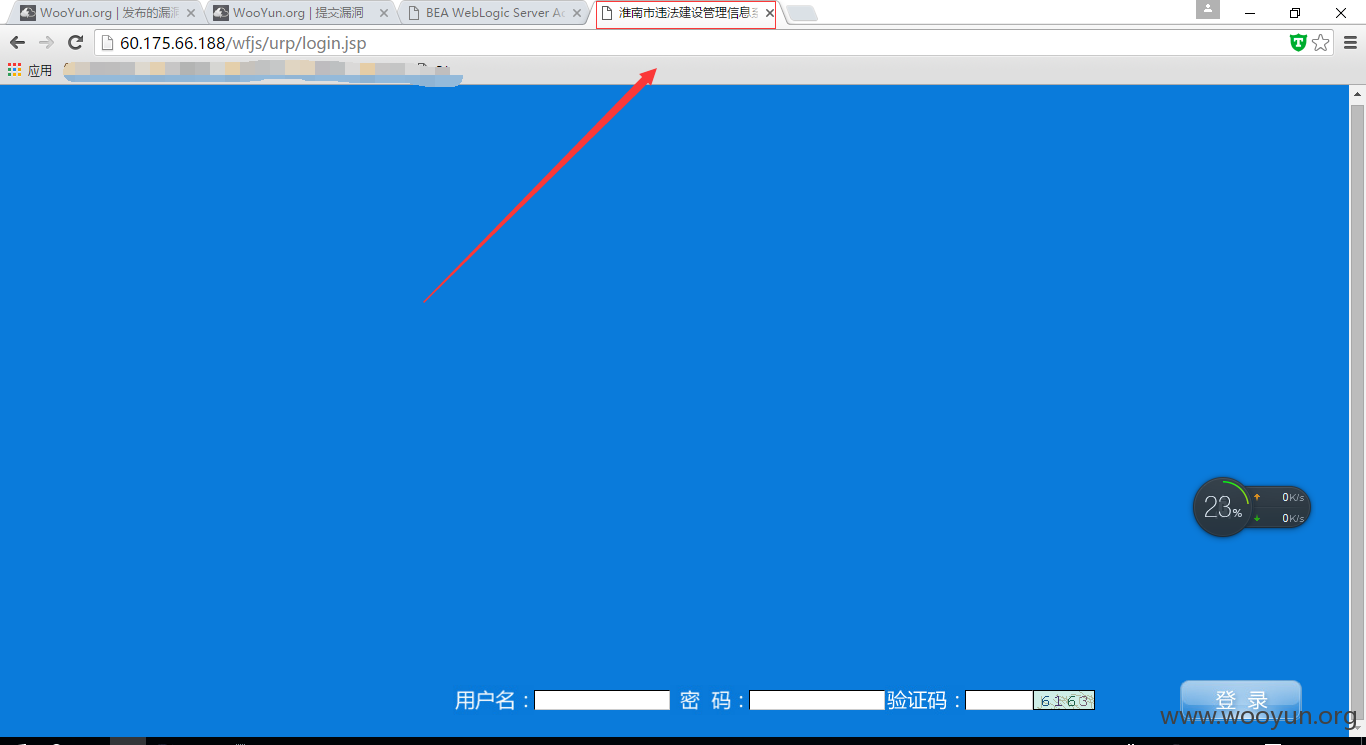 WooYun.org | 发布的漏洞
WooYun.org | 提交漏洞
BEA WebLogic Server Ad
淮南市违法建设管理信息系
60.175.66.188/wfjs/urp/login.jsp
应用
23%
0K/s
0K/s
用户名： 密 码： 验证码： 6163 登 录
www.wooyun.org